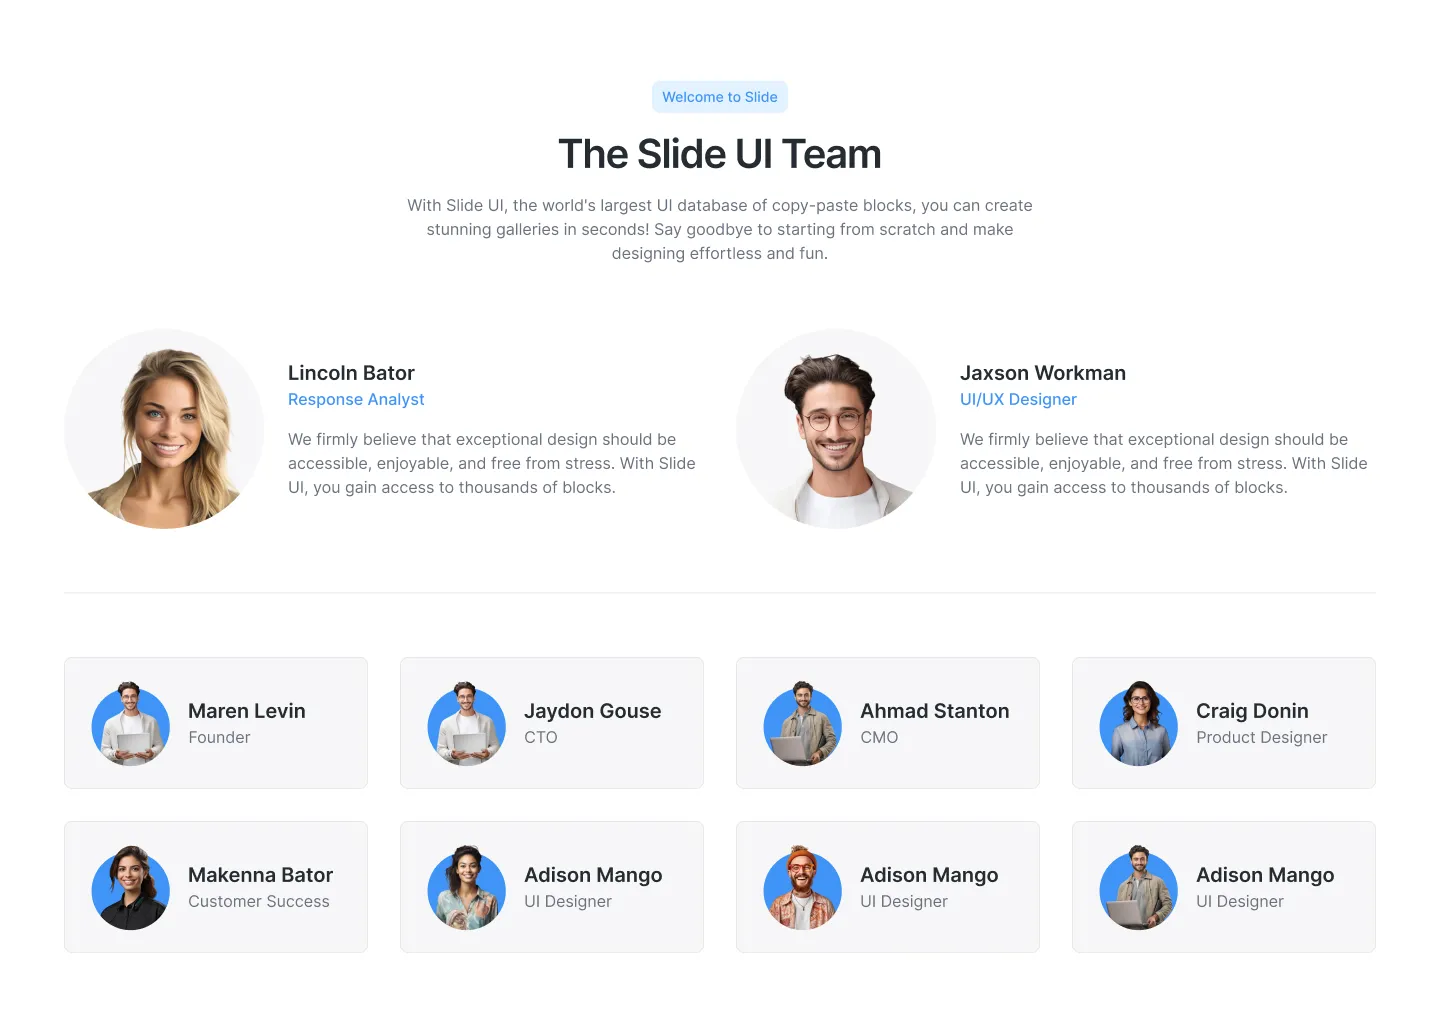 Welcome to Slide
The Slide UI Team
With Slide UI, the world's largest UI database of copy-paste blocks, you can create
stunning galleries in seconds! Say goodbye to starting from scratch and make
designing effortless and fun.
Lincoln Bator
Response Analyst
We firmly believe that exceptional design should be
accessible, enjoyable, and free from stress. With Slide
UI, you gain access to thousands of blocks.
Jaxson Workman
UI/UX Designer
We firmly believe that exceptional design should be
accessible, enjoyable, and free from stress. With Slide
UI, you gain access to thousands of blocks.
Maren Levin
Founder
Jaydon Gouse
CTO
Ahmad Stanton
CMO
Craig Donin
Product Designer
Makenna Bator
Customer Success
Adison Mango
UI Designer
Adison Mango
UI Designer
Adison Mango
UI Designer